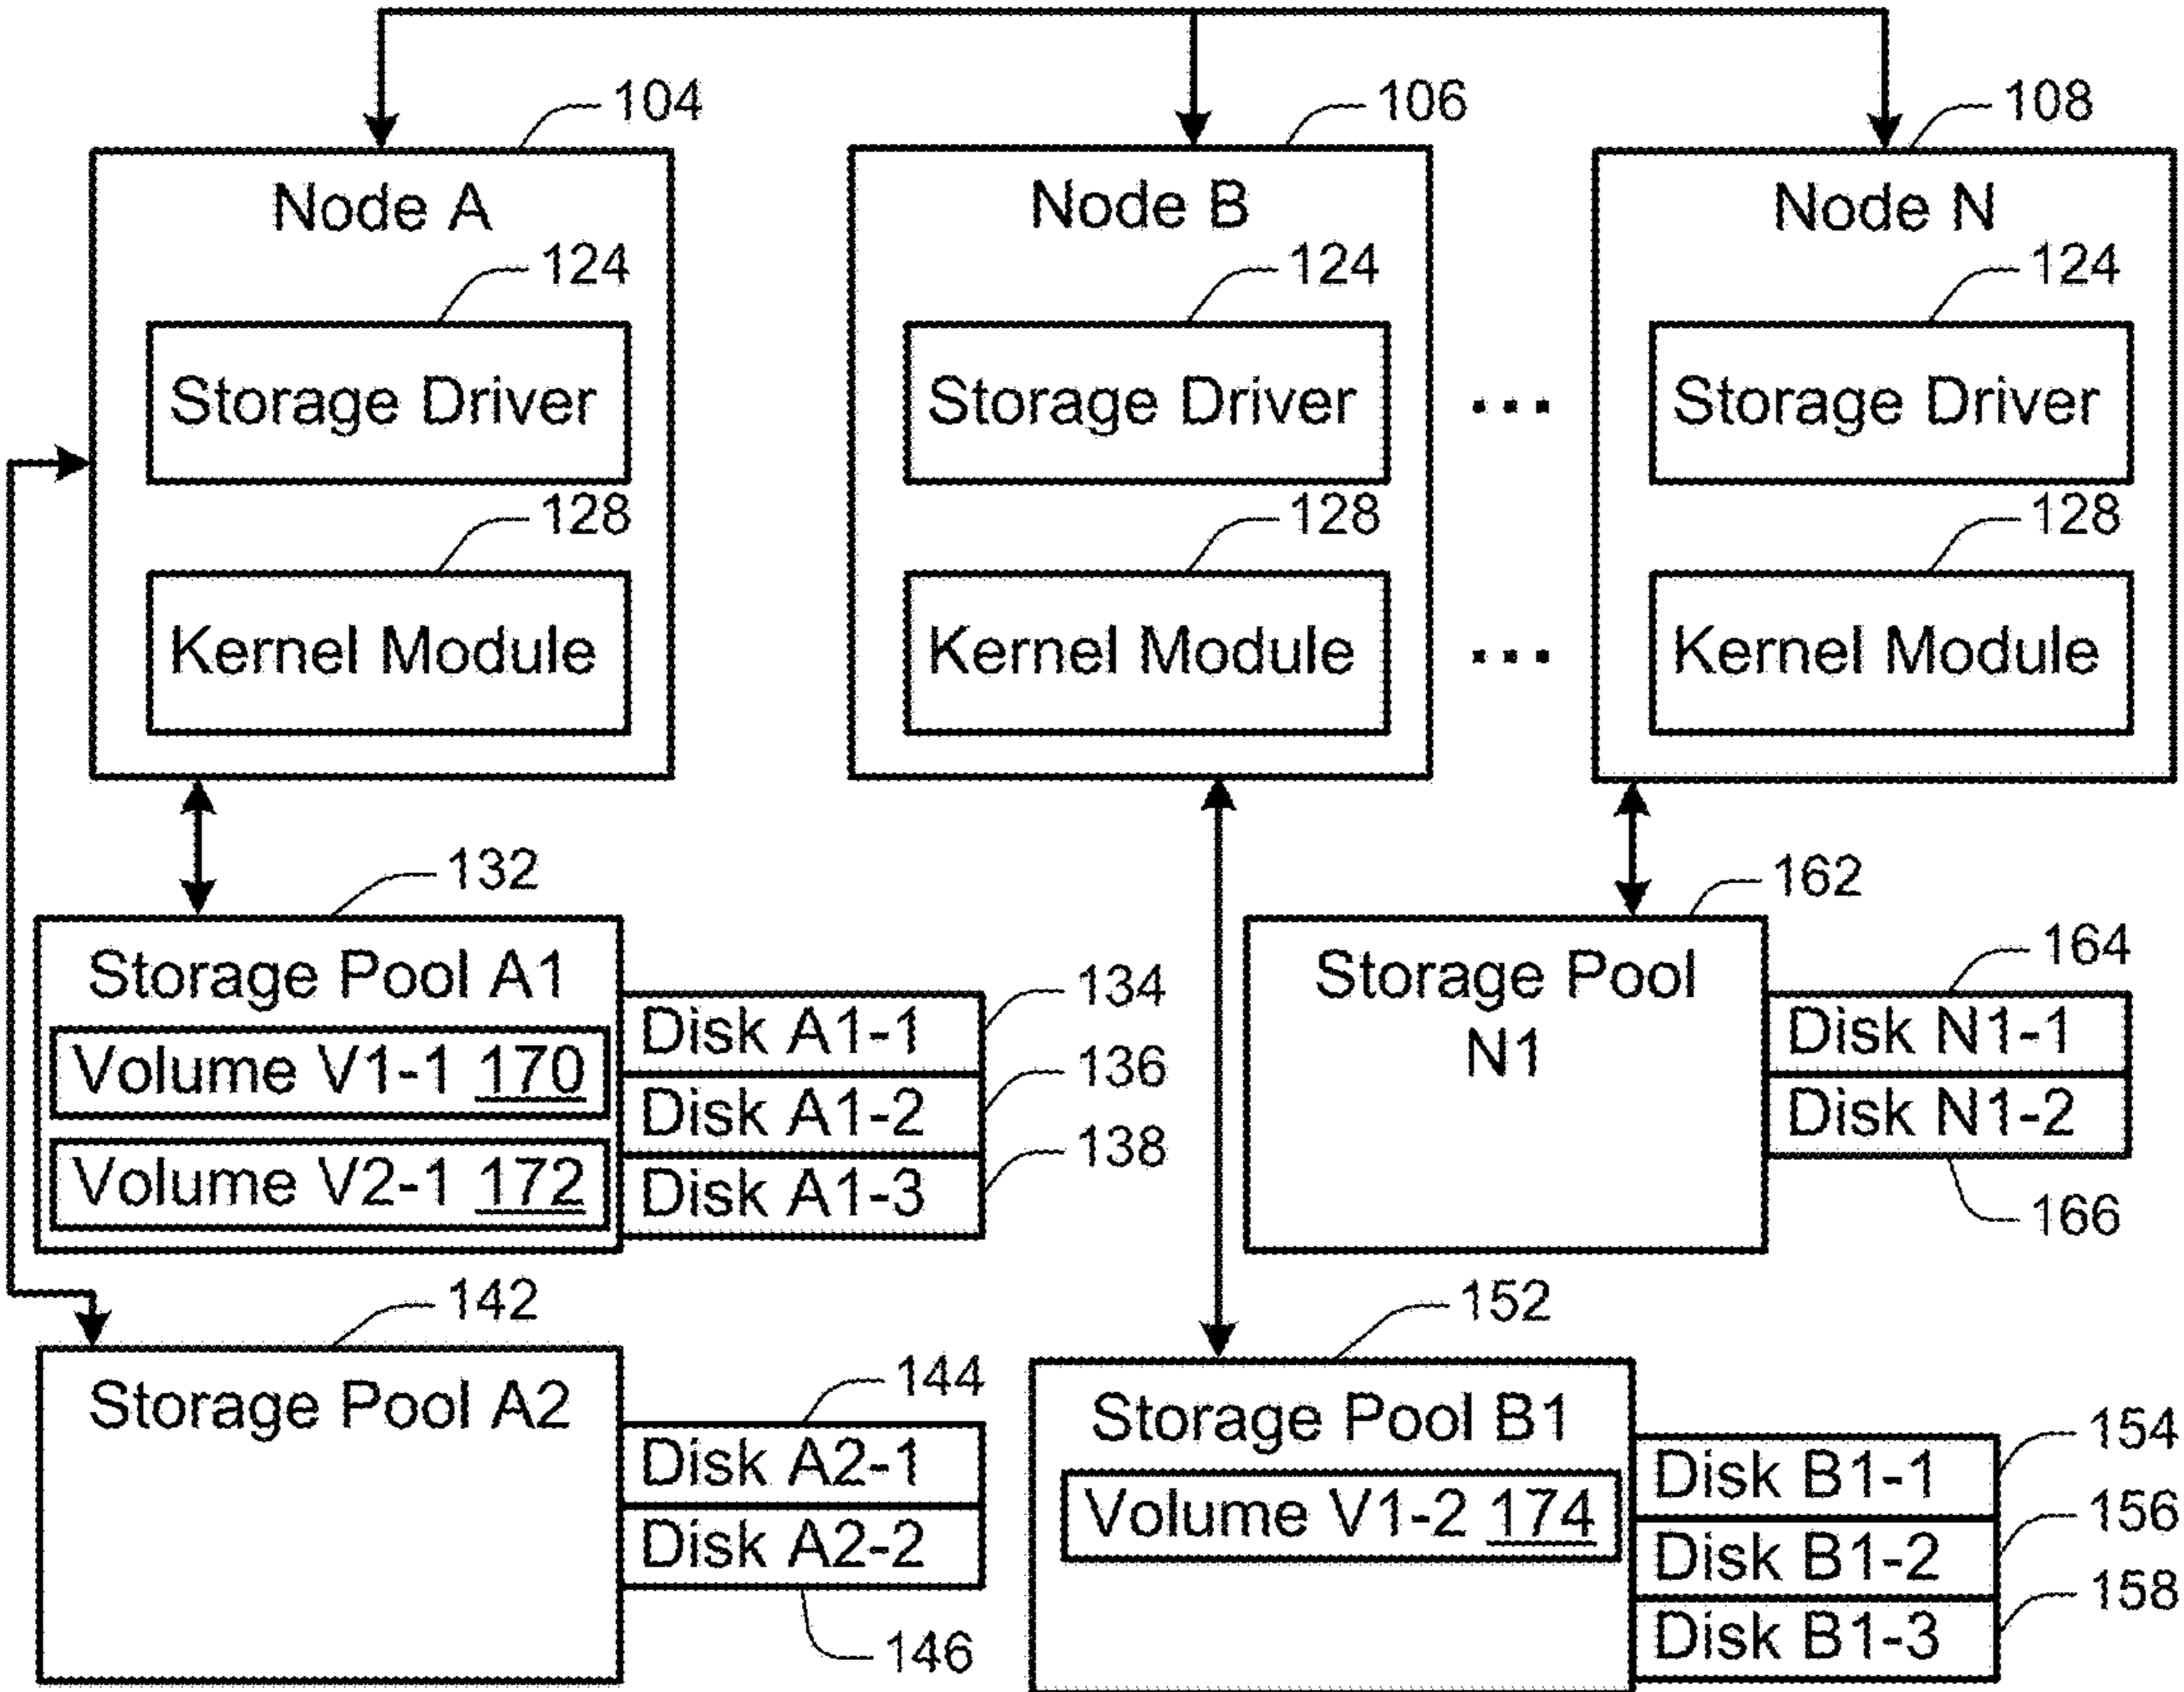 104
106
108
Node A
Node B
Node N
124
124
124
Storage Driver
Storage Driver
...
Storage Driver
128
128
128
Kernel Module
Kernel Module
...
Kernel Module
132
162
Storage Pool A1
Volume V1-1 170
Volume V2-1 172
134
Disk A1-1
136
Disk A1-2
138
Disk A1-3
Storage Pool
N1
164
Disk N1-1
Disk N1-2
166
142
Storage Pool A2
144
Disk A2-1
Disk A2-2
146
152
Storage Pool B1
Volume V1-2 174
154
Disk B1-1
156
Disk B1-2
158
Disk B1-3